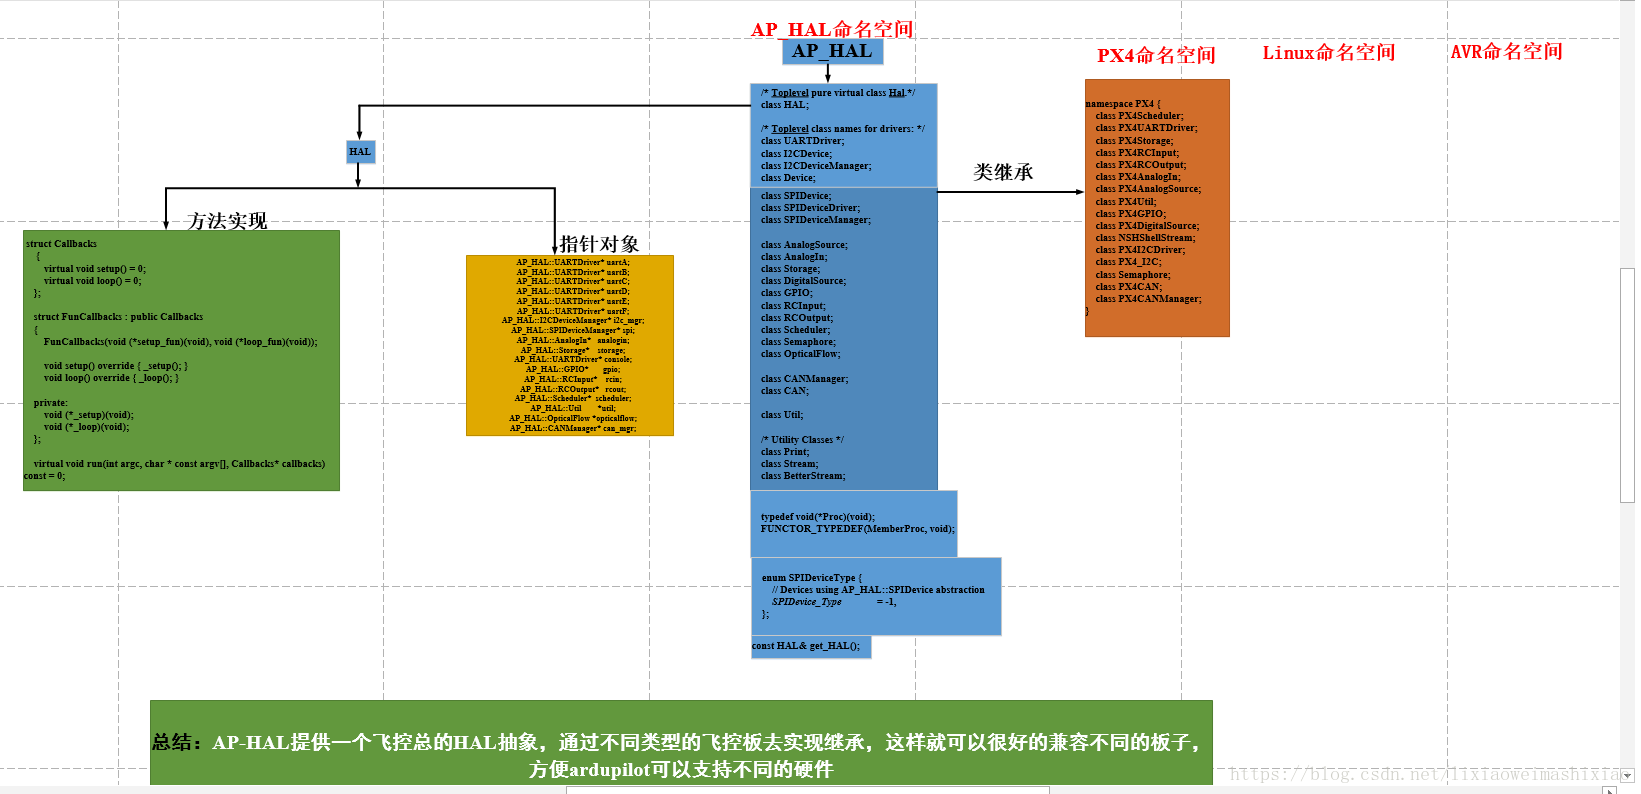 AP_HAL命名空间
AP_HAL
PX4命名空间
Linux命名空间
AVR命名空间
/* Toplevel pure virtual class Hal.*/
class HAL;
/* Toplevel class names for drivers: */
class UARTDriver;
class I2CDevice;
class I2CDeviceManager;
class Device;
class SPIDevice;
class SPIDeviceDriver;
class SPIDeviceManager;
class AnalogSource;
class AnalogIn;
class Storage;
class DigitalSource;
class GPIO;
class RCInput;
class RCOutput;
class Scheduler;
class Semaphore;
class OpticalFlow;
class CANManager;
class CAN;
class Util;
/* Utility Classes */
class Print;
class Stream;
class BetterStream;
typedef void(*Proc)(void);
FUNCTOR_TYPEDEF(MemberProc, void);
enum SPIDeviceType {
// Devices using AP_HAL::SPIDevice abstraction
SPIDevice_Type = -1,
};
const HAL& get_HAL();
HAL
方法实现
struct Callbacks
{
virtual void setup() = 0;
virtual void loop() = 0;
};
struct FunCallbacks : public Callbacks
{
FunCallbacks(void (*setup_fun)(void), void (*loop_fun)(void));
void setup() override { _setup(); }
void loop() override { _loop(); }
private:
void (*_setup)(void);
void (*_loop)(void);
};
virtual void run(int argc, char * const argv[], Callbacks* callbacks)
const = 0;
指针对象
AP_HAL::UARTDriver* uartA;
AP_HAL::UARTDriver* uartB;
AP_HAL::UARTDriver* uartC;
AP_HAL::UARTDriver* uartD;
AP_HAL::UARTDriver* uartE;
AP_HAL::UARTDriver* uartF;
AP_HAL::I2CDeviceManager* i2c_mgr;
AP_HAL::SPIDeviceManager* spi;
AP_HAL::AnalogIn* analogin;
AP_HAL::Storage* storage;
AP_HAL::UARTDriver* console;
AP_HAL::GPIO* gpio;
AP_HAL::RCInput* rcin;
AP_HAL::RCOutput* rcout;
AP_HAL::Scheduler* scheduler;
AP_HAL::Util *util;
AP_HAL::OpticalFlow *opticalflow;
AP_HAL::CANManager* can_mgr;
类继承
namespace PX4 {
class PX4Scheduler;
class PX4UARTDriver;
class PX4Storage;
class PX4RCInput;
class PX4RCOutput;
class PX4AnalogIn;
class PX4AnalogSource;
class PX4Util;
class PX4GPIO;
class PX4DigitalSource;
class NSHShellStream;
class PX4I2CDriver;
class PX4_I2C;
class Semaphore;
class PX4CAN;
class PX4CANManager;
}
总结：AP-HAL提供一个飞控总的HAL抽象，通过不同类型的飞控板去实现继承，这样就可以很好的兼容不同的板子，
方便ardupilot可以支持不同的硬件
https://blog.csdn.net/lixiaoweimashixiao